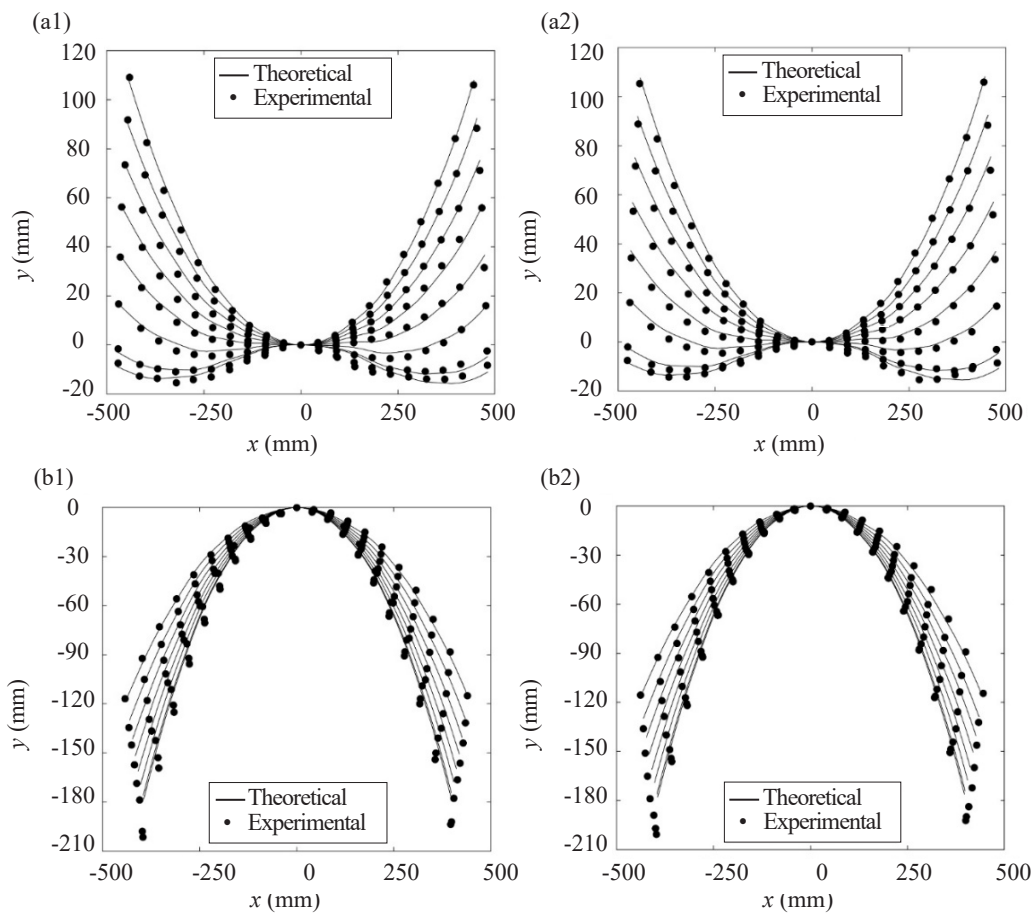 (a1)
(a2)
120
100
80
60
40
20
0
-20
-500
-250
0
250
500
x (mm)
y (mm)
Theoretical
Experimental
120
100
80
60
40
20
0
-20
-500
-250
0
250
500
x (mm)
y (mm)
Theoretical
Experimental
(b1)
(b2)
0
-30
-60
-90
-120
-150
-180
-210
-500
-250
0
250
500
x (mm)
y (mm)
Theoretical
Experimental
0
-30
-60
-90
-120
-150
-180
-210
-500
-250
0
250
500
x (mm)
y (mm)
Theoretical
Experimental